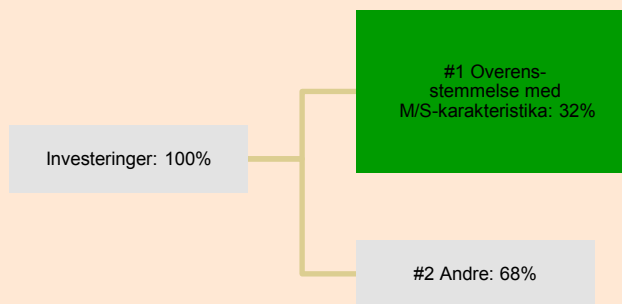 #1 Overens-
stemmelse med
M/S-karakteristika: 32%
Investeringer: 100%
#2 Andre: 68%